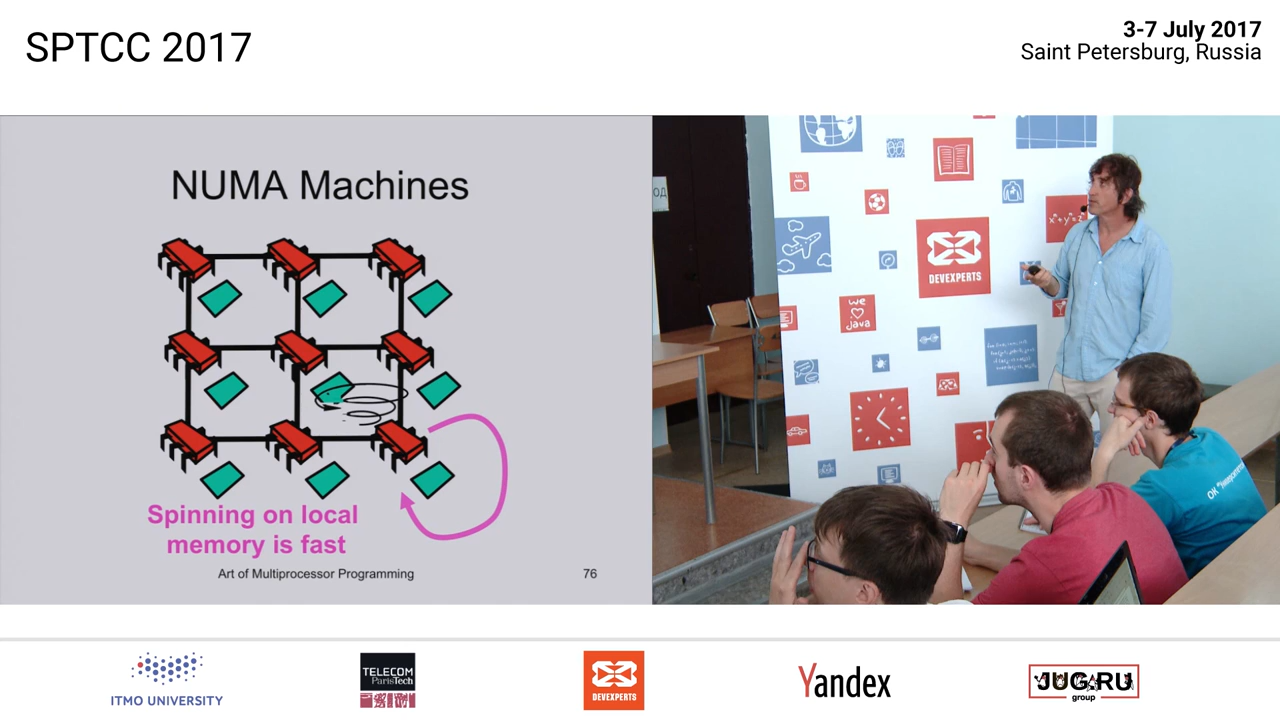 SPTCC 2017
3-7 July 2017
Saint Petersburg, Russia
NUMA Machines
Spinning on local
memory is fast
Art of Multiprocessor Programming
76
ОД
DEVEXPERTS
we
java
x+y=z
ITMO UNIVERSITY
TELECOM
ParisTech
DEVEXPERTS
Yandex
JUG.RU
group